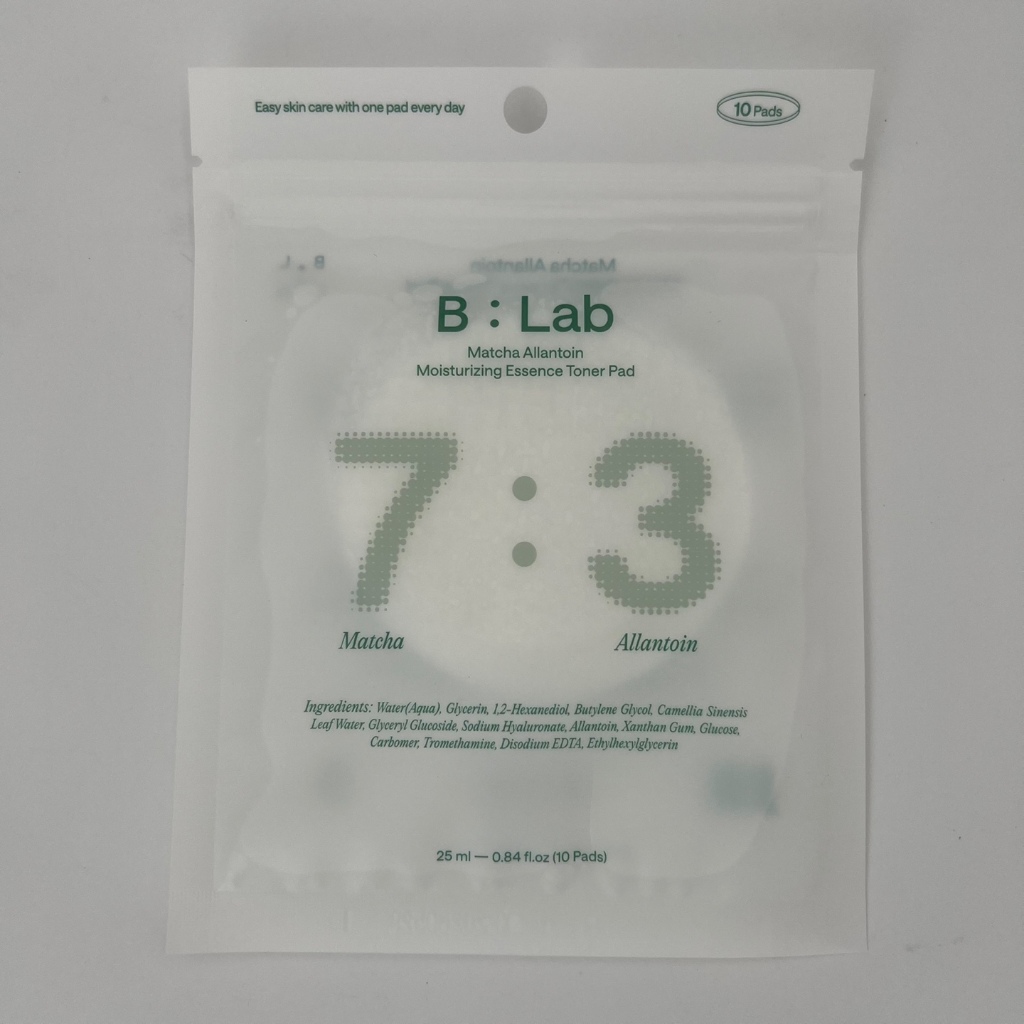 Easy skin care with one pad every day
10 Pads
B . L
Matcha Allantoin
B : Lab
Matcha Allantoin
Moisturizing Essence Toner Pad
7 : 3
Matcha
Allantoin
Ingredients: Water(Aqua), Glycerin, 1,2-Hexanediol, Butylene Glycol, Camellia Sinensis
Leaf Water, Glyceryl Glucoside, Sodium Hyaluronate, Allantoin, Xanthan Gum, Glucose,
Carbomer, Tromethamine, Disodium EDTA, Ethylhexylglycerin
25 ml — 0.84 fl.oz (10 Pads)